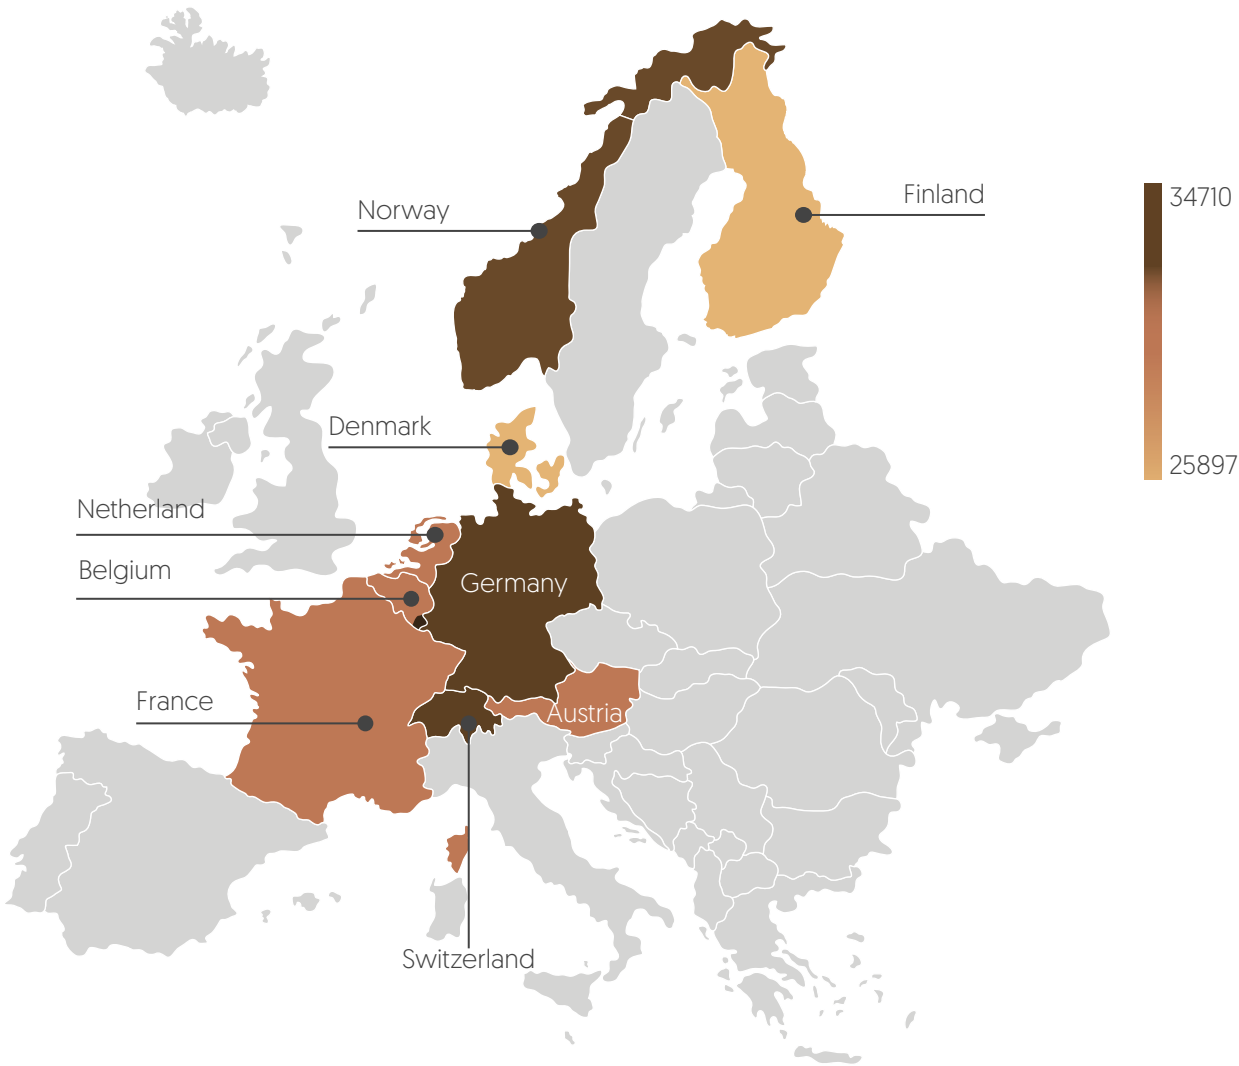 34710
Finland
Norway
Denmark
25897
Netherland
Belgium
Germany
France
Austria
Switzerland